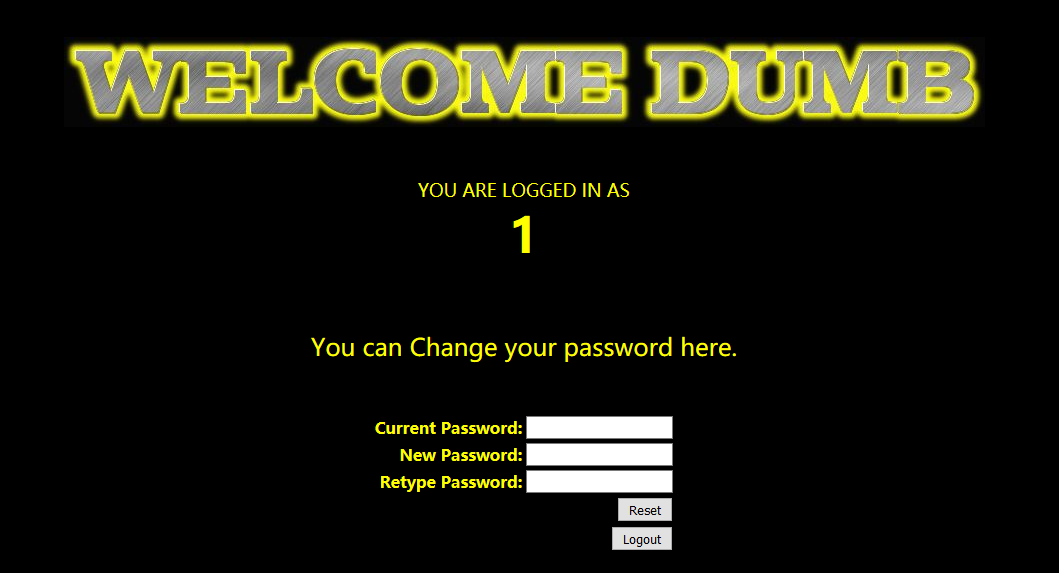 WELCOME DUMB
YOU ARE LOGGED IN AS
1
You can Change your password here.
Current Password:
New Password:
Retype Password:
Reset
Logout